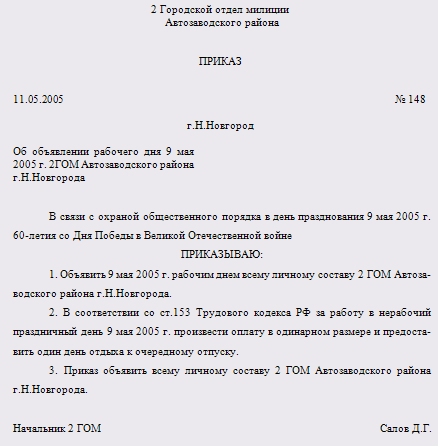 2 Городской отдел милиции
Автозаводского района
ПРИКАЗ
11.05.2005 № 148
г.Н.Новгород
Об объявлении рабочего дня 9 мая
2005 г. 2ГОМ Автозаводского района
г.Н.Новгорода
В связи с охраной общественного порядка в день празднования 9 мая 2005 г.
60-летия со Дня Победы в Великой Отечественной войне
ПРИКАЗЫВАЮ:
1. Объявить 9 мая 2005 г. рабочим днем всему личному составу 2 ГОМ Автоза-
водского района г.Н.Новгорода.
2. В соответствии со ст.153 Трудового кодекса РФ за работу в нерабочий
праздничный день 9 мая 2005 г. произвести оплату в одинарном размере и предоста-
вить один день отдыха к очередному отпуску.
3. Приказ объявить всему личному составу 2 ГОМ Автозаводского района
г.Н.Новгорода.
Начальник 2 ГОМ Салов Д.Г.